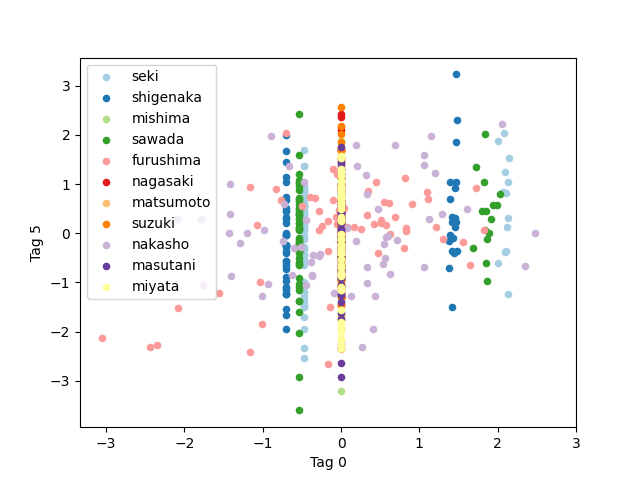 3
2
1
0
−1
−2
−3
Tag 5
seki
shigenaka
mishima
sawada
furushima
nagasaki
matsumoto
suzuki
nakasho
masutani
miyata
−3 −2 −1 0 1 2 3
Tag 0